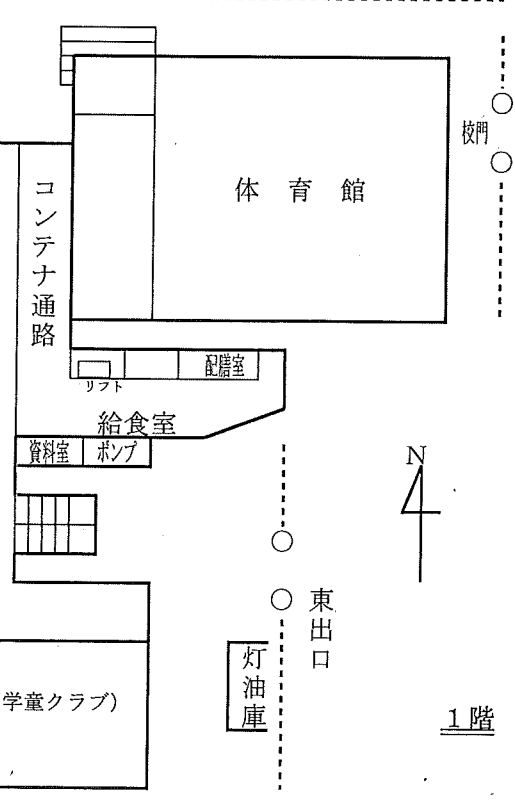 校門
体育館
コンテナ通路
配膳室
リフト
給食室
資料室
ポンプ
N
東出口
灯油庫
学童クラブ）
1階